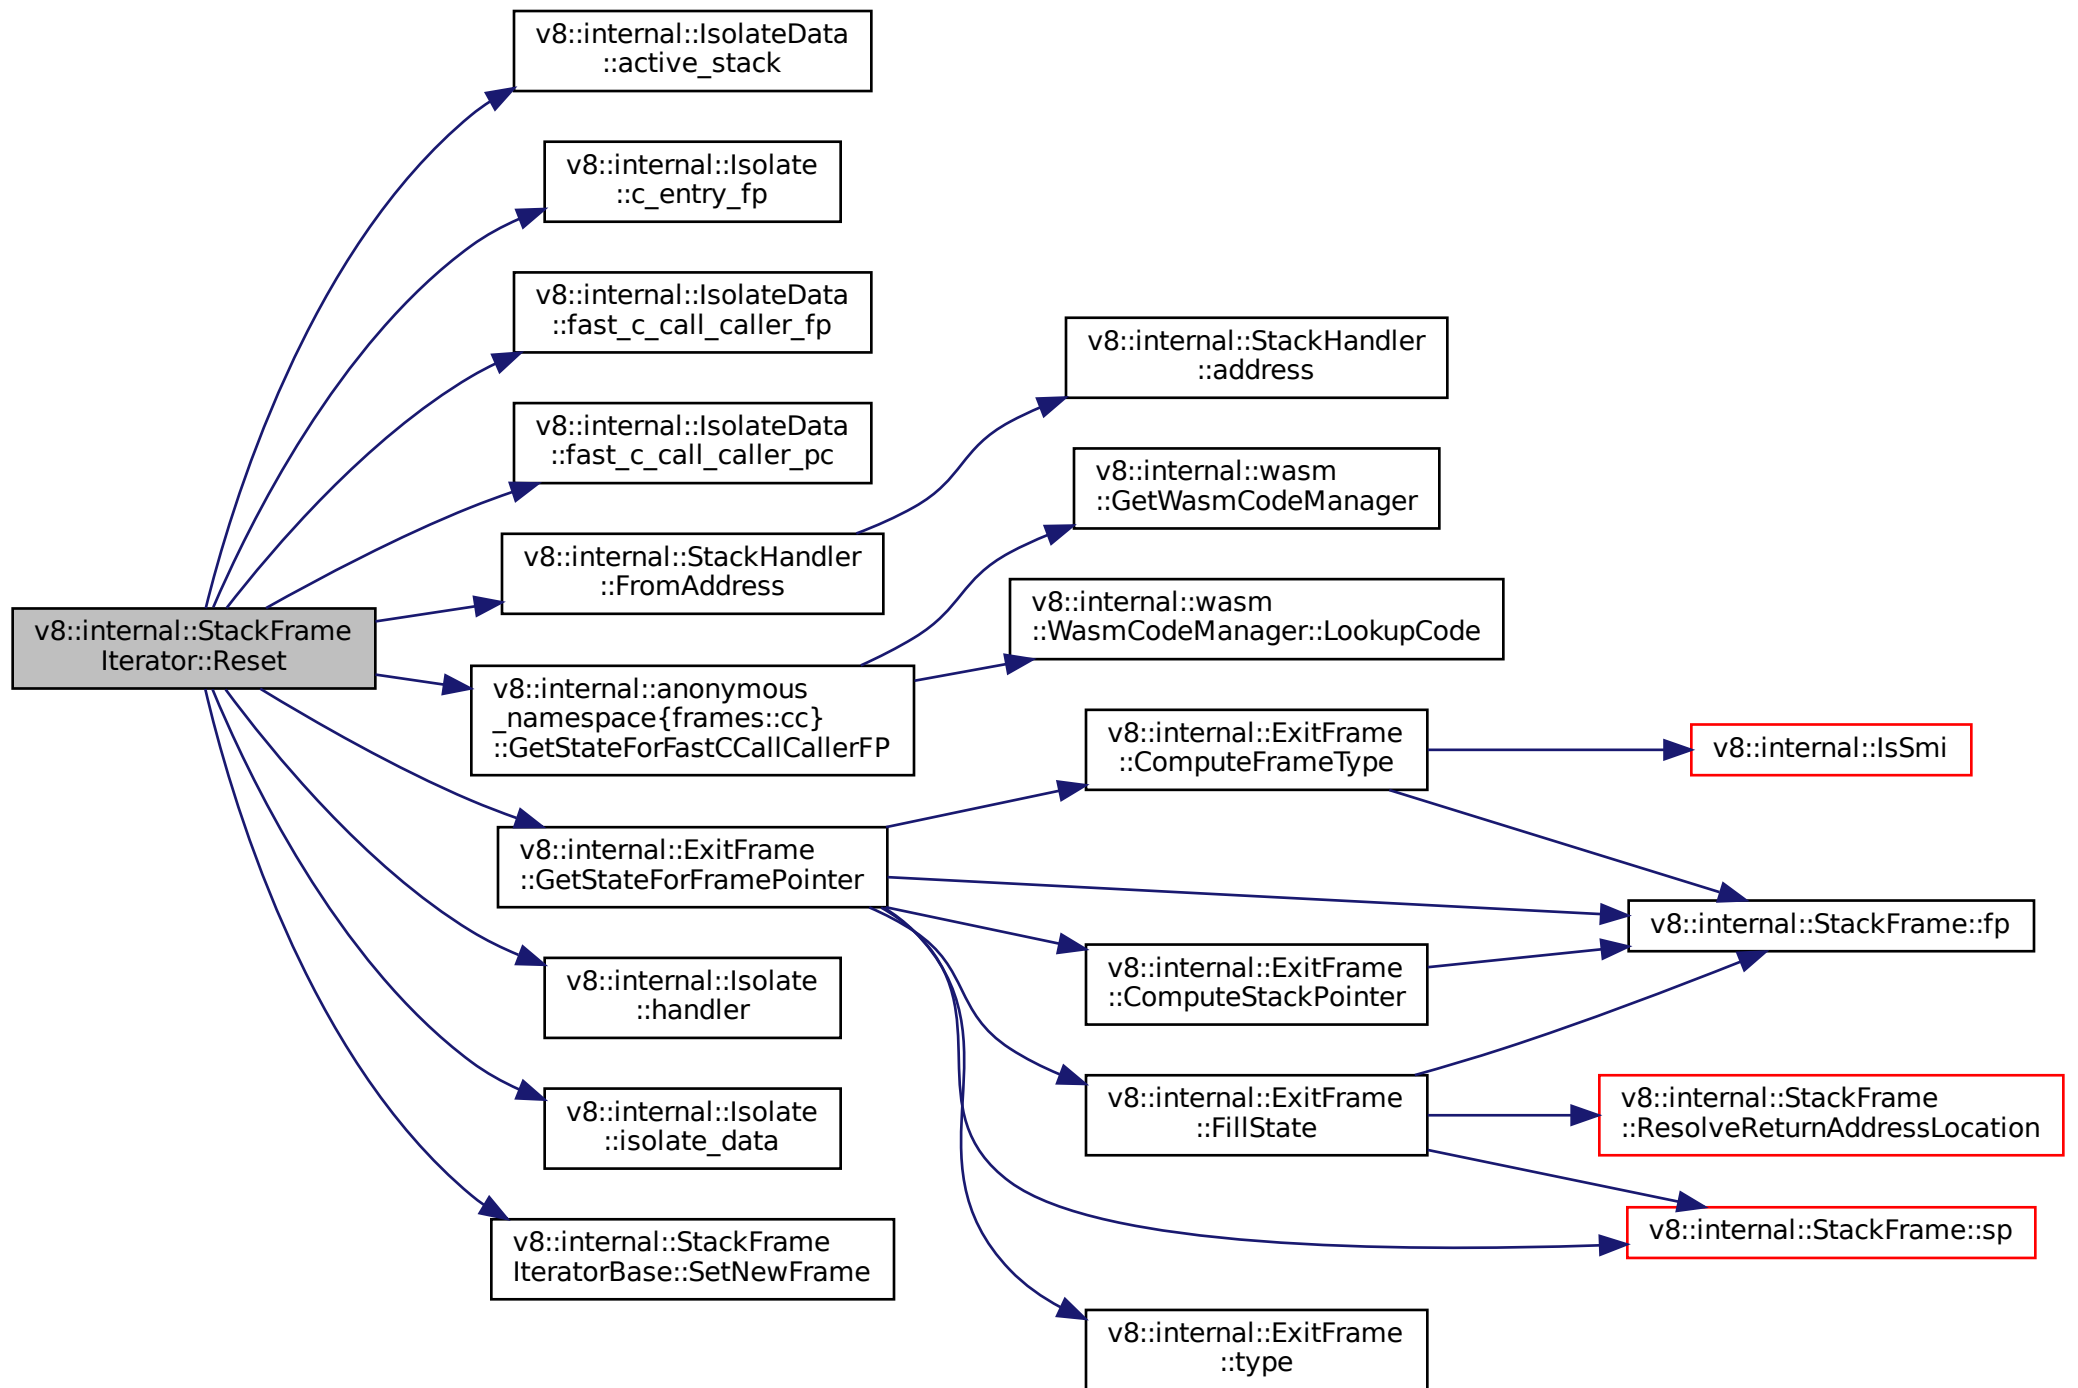 v8::internal::StackFrame
Iterator::Reset
v8::internal::IsolateData
::active_stack
v8::internal::Isolate
::c_entry_fp
v8::internal::IsolateData
::fast_c_call_caller_fp
v8::internal::IsolateData
::fast_c_call_caller_pc
v8::internal::StackHandler
::FromAddress
v8::internal::anonymous
_namespace{frames::cc}
::GetStateForFastCCallCallerFP
v8::internal::ExitFrame
::GetStateForFramePointer
v8::internal::Isolate
::handler
v8::internal::Isolate
::isolate_data
v8::internal::StackFrame
IteratorBase::SetNewFrame
v8::internal::StackHandler
::address
v8::internal::wasm
::GetWasmCodeManager
v8::internal::wasm
::WasmCodeManager::LookupCode
v8::internal::ExitFrame
::ComputeFrameType
v8::internal::ExitFrame
::ComputeStackPointer
v8::internal::ExitFrame
::FillState
v8::internal::ExitFrame
::type
v8::internal::IsSmi
v8::internal::StackFrame::fp
v8::internal::StackFrame
::ResolveReturnAddressLocation
v8::internal::StackFrame::sp